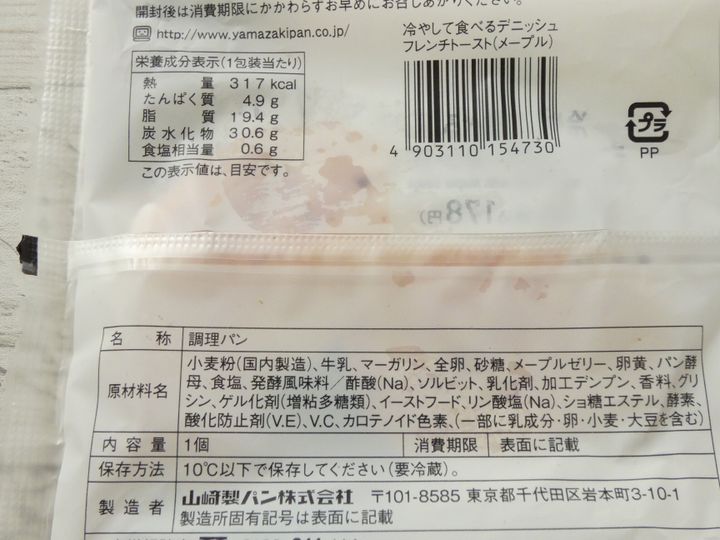 開封後は消費期限にかかわらずお早めにお召しあがりください。
http://www.yamazakipan.co.jp/
冷やして食べるデニッシュ
フレンチトースト(メープル)
栄養成分表示(1包装当たり)
熱量 317kcal
たんぱく質 4.9g
脂質 19.4g
炭水化物 30.6g
食塩相当量 0.6g
この表示値は、目安です。
4 903110 154730
プラ
PP
178円
名称 調理パン
原材料名 小麦粉(国内製造)、牛乳、マーガリン、全卵、砂糖、メープルゼリー、卵黄、パン酵
母、食塩、発酵風味料/酢酸(Na)、ソルビット、乳化剤、加工デンプン、香料、グリ
シン、ゲル化剤(増粘多糖類)、イーストフード、リン酸塩(Na)、ショ糖エステル、酵素、
酸化防止剤(V.E)、V.C、カロテノイド色素、(一部に乳成分・卵・小麦・大豆を含む)
内容量 1個 消費期限 表面に記載
保存方法 10℃以下で保存してください(要冷蔵)。
製造者 山崎製パン株式会社 〒101-8585 東京都千代田区岩本町3-10-1
製造所固有記号は表面に記載